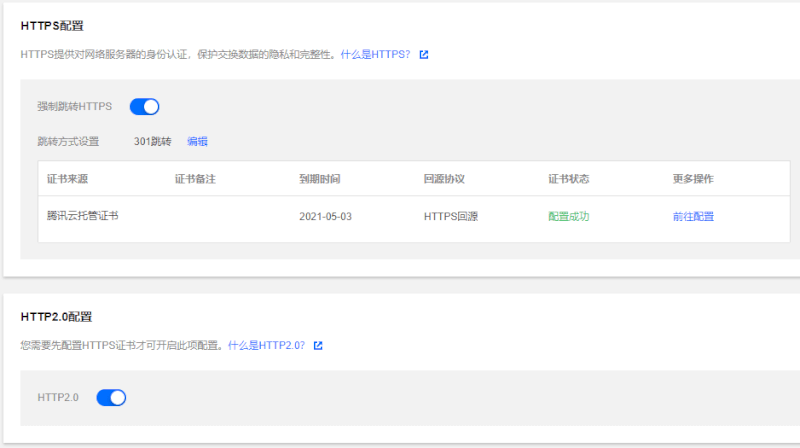 HTTPS配置
HTTPS提供对网络服务器的身份认证，保护交换数据的隐私和完整性。什么是HTTPS？
强制跳转HTTPS
跳转方式设置 301跳转 编辑
证书来源 证书备注 到期时间 回源协议 证书状态 更多操作
腾讯云托管证书 2021-05-03 HTTPS回源 配置成功 前往配置
HTTP2.0配置
您需要先配置HTTPS证书才可开启此项配置。什么是HTTP2.0？
HTTP2.0